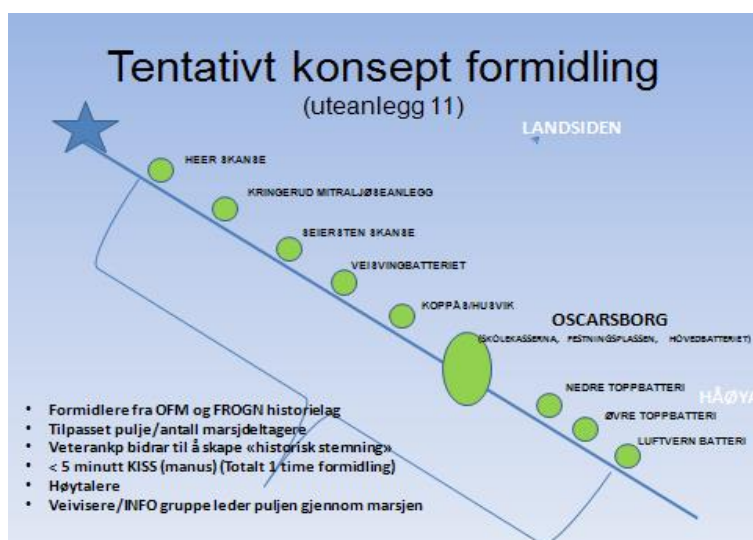 Tentativt konsept formidling
(uteanlegg 11)
LANDSIDEN
HEER SKANSE
KRINGERUD MITRALJØSEANLEGG
SEIERSTEN SKANSE
VEISVINGBATTERIET
KOPPÅS/HUSVIK
OSCARSBORG
(SKOLEKASSERNA, FESTNINGSPLASSEN, HOVEDBATTERIET)
NEDRE TOPPBATTERI
HÅØYA
ØVRE TOPPBATTERI
LUFTVERN BATTERI
• Formidlere fra OFM og FROGN historielag
• Tilpasset pulje/antall marsjdeltagere
• Veterankp bidrar til å skape «historisk stemning»
• < 5 minutt KISS (manus) (Totalt 1 time formidling)
• Høytalere
• Veivisere/INFO gruppe leder puljen gjennom marsjen